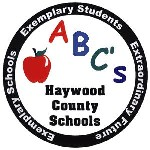 Exemplary Schools
Exemplary Students
Extraordinary Future
ABC's
Haywood
County
Schools